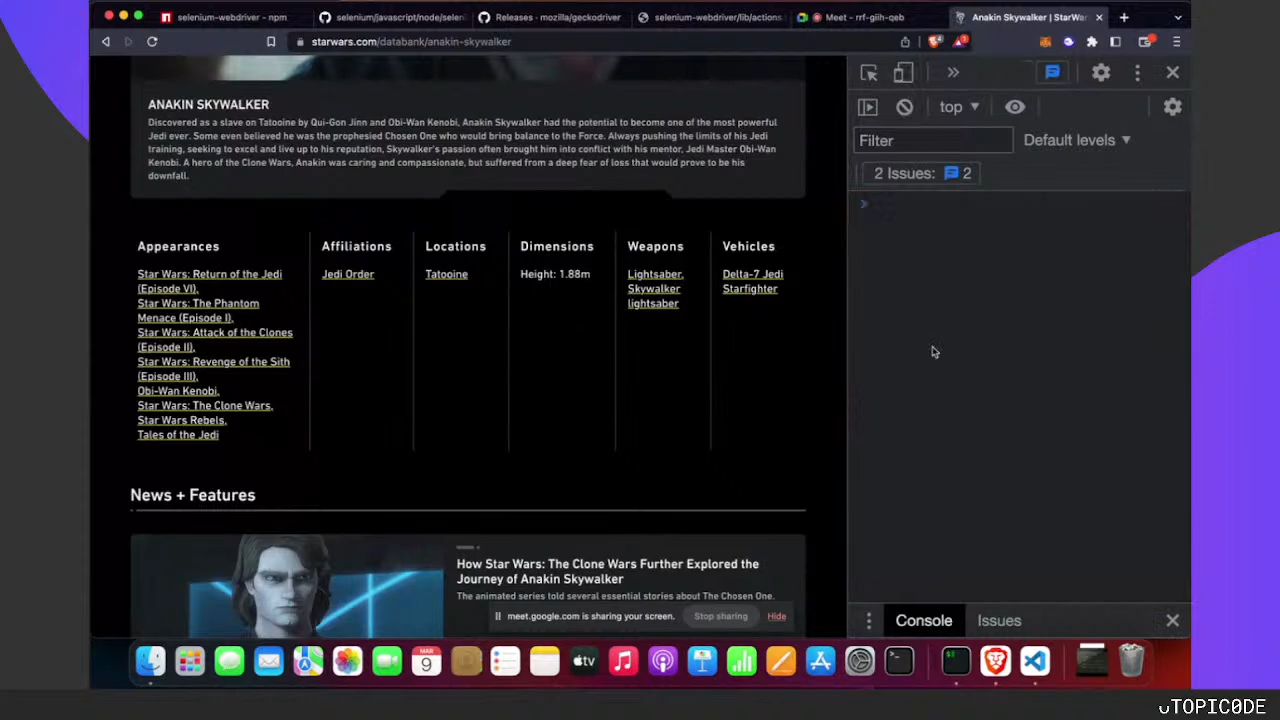 selenium-webdriver - npm
selenium/javascript/node/selen
Releases · mozilla/geckodriver
selenium-webdriver/lib/actions
Meet - rrf-giih-qeb
Anakin Skywalker | StarWar
starwars.com/databank/anakin-skywalker
ANAKIN SKYWALKER
Discovered as a slave on Tatooine by Qui-Gon Jinn and Obi-Wan Kenobi, Anakin Skywalker had the potential to become one of the most powerful
Jedi ever. Some even believed he was the prophesied Chosen One who would bring balance to the Force. Always pushing the limits of his Jedi
training, seeking to excel and live up to his reputation, Skywalker's passion often brought him into conflict with his mentor, Jedi Master Obi-Wan
Kenobi. A hero of the Clone Wars, Anakin was caring and compassionate, but suffered from a deep fear of loss that would prove to be his
downfall.
Appearances
Star Wars: Return of the Jedi
(Episode VI),
Star Wars: The Phantom
Menace (Episode I),
Star Wars: Attack of the Clones
(Episode II),
Star Wars: Revenge of the Sith
(Episode III),
Obi-Wan Kenobi,
Star Wars: The Clone Wars,
Star Wars Rebels,
Tales of the Jedi
Affiliations
Jedi Order
Locations
Tatooine
Dimensions
Height: 1.88m
Weapons
Lightsaber,
Skywalker
lightsaber
Vehicles
Delta-7 Jedi
Starfighter
News + Features
How Star Wars: The Clone Wars Further Explored the
Journey of Anakin Skywalker
The animated series told several essential stories about The Chosen One.
meet.google.com is sharing your screen.
Stop sharing
Hide
top
Filter
Default levels
2 Issues: 2
Console
Issues
MAR
9
tv
uTOPIC0DE